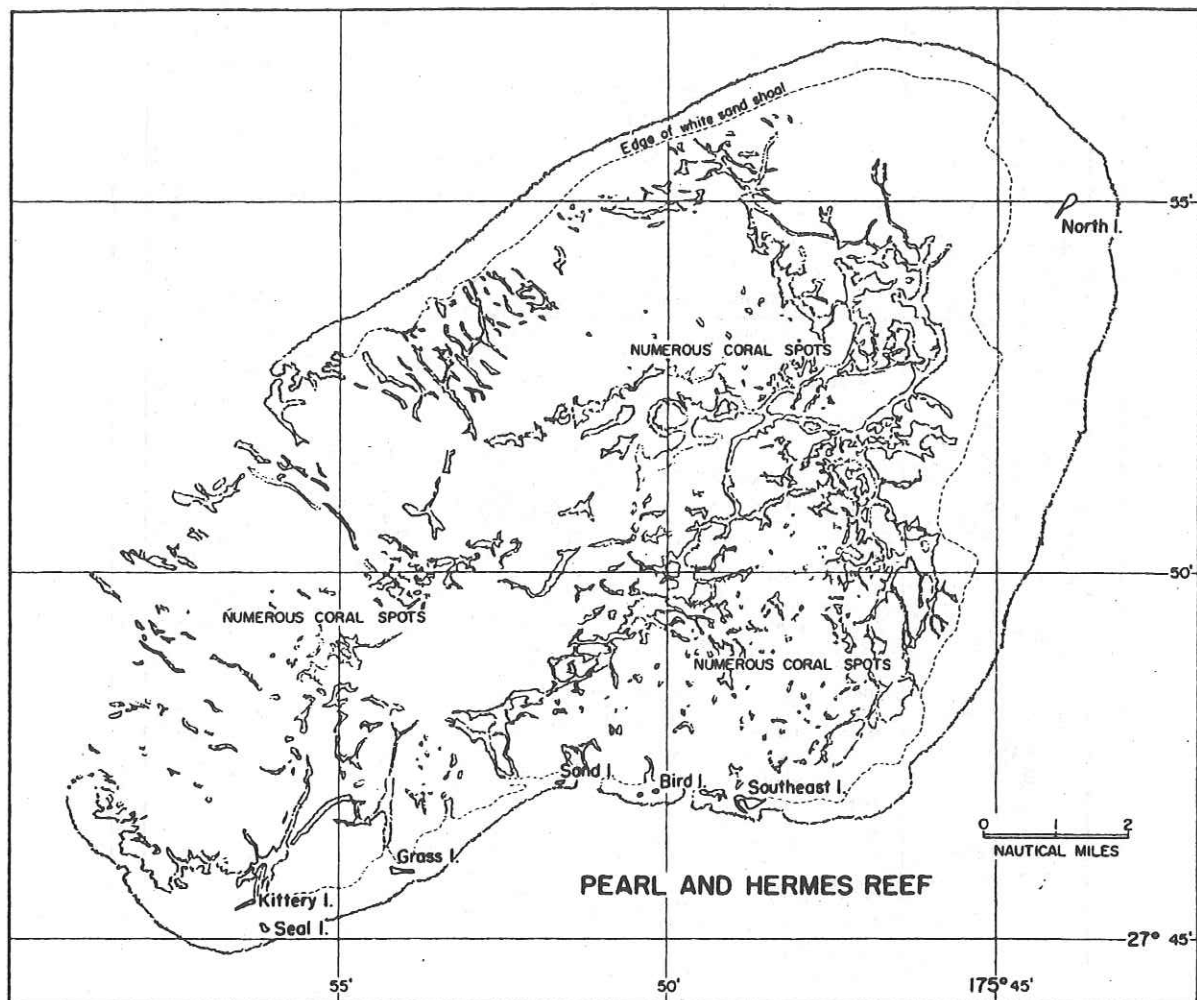 Edge of white sand shoal
55'
North I.
NUMEROUS CORAL SPOTS
50'
NUMEROUS CORAL SPOTS
NUMEROUS CORAL SPOTS
Sand I.
Bird I.
Southeast I.
0 1 2
NAUTICAL MILES
Grass I.
PEARL AND HERMES REEF
Kittery I.
Seal I.
27° 45'
55'
50'
175° 45'